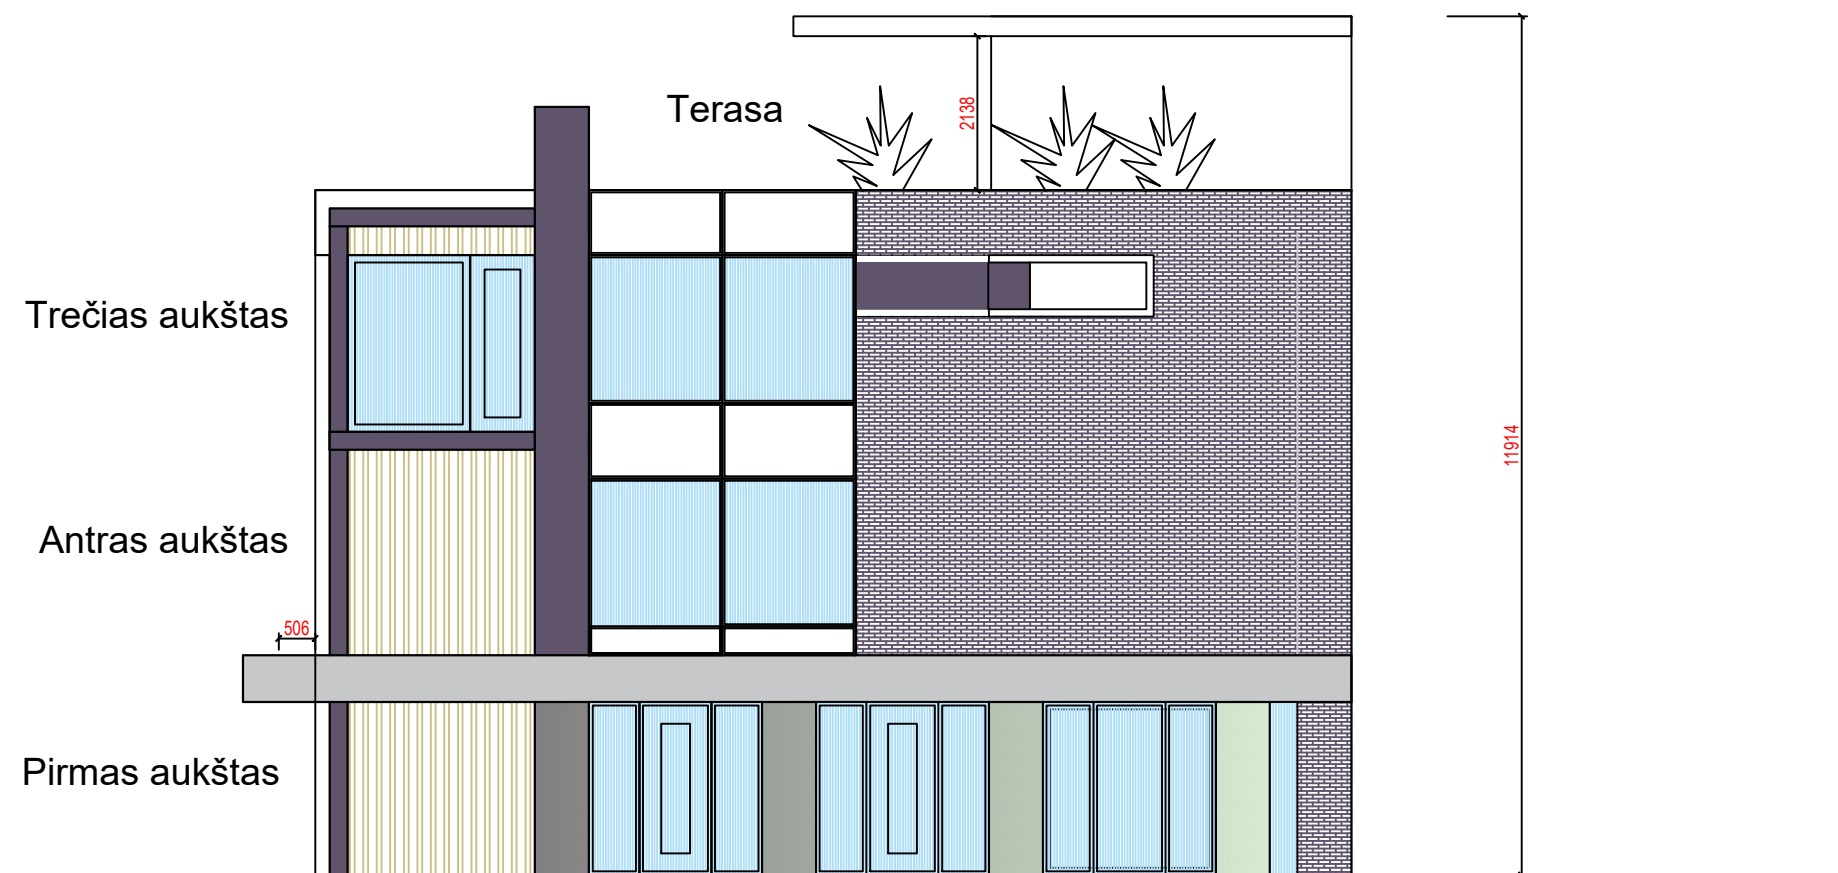 Terasa
2138
Trečias aukštas
11914
Antras aukštas
506
Pirmas aukštas